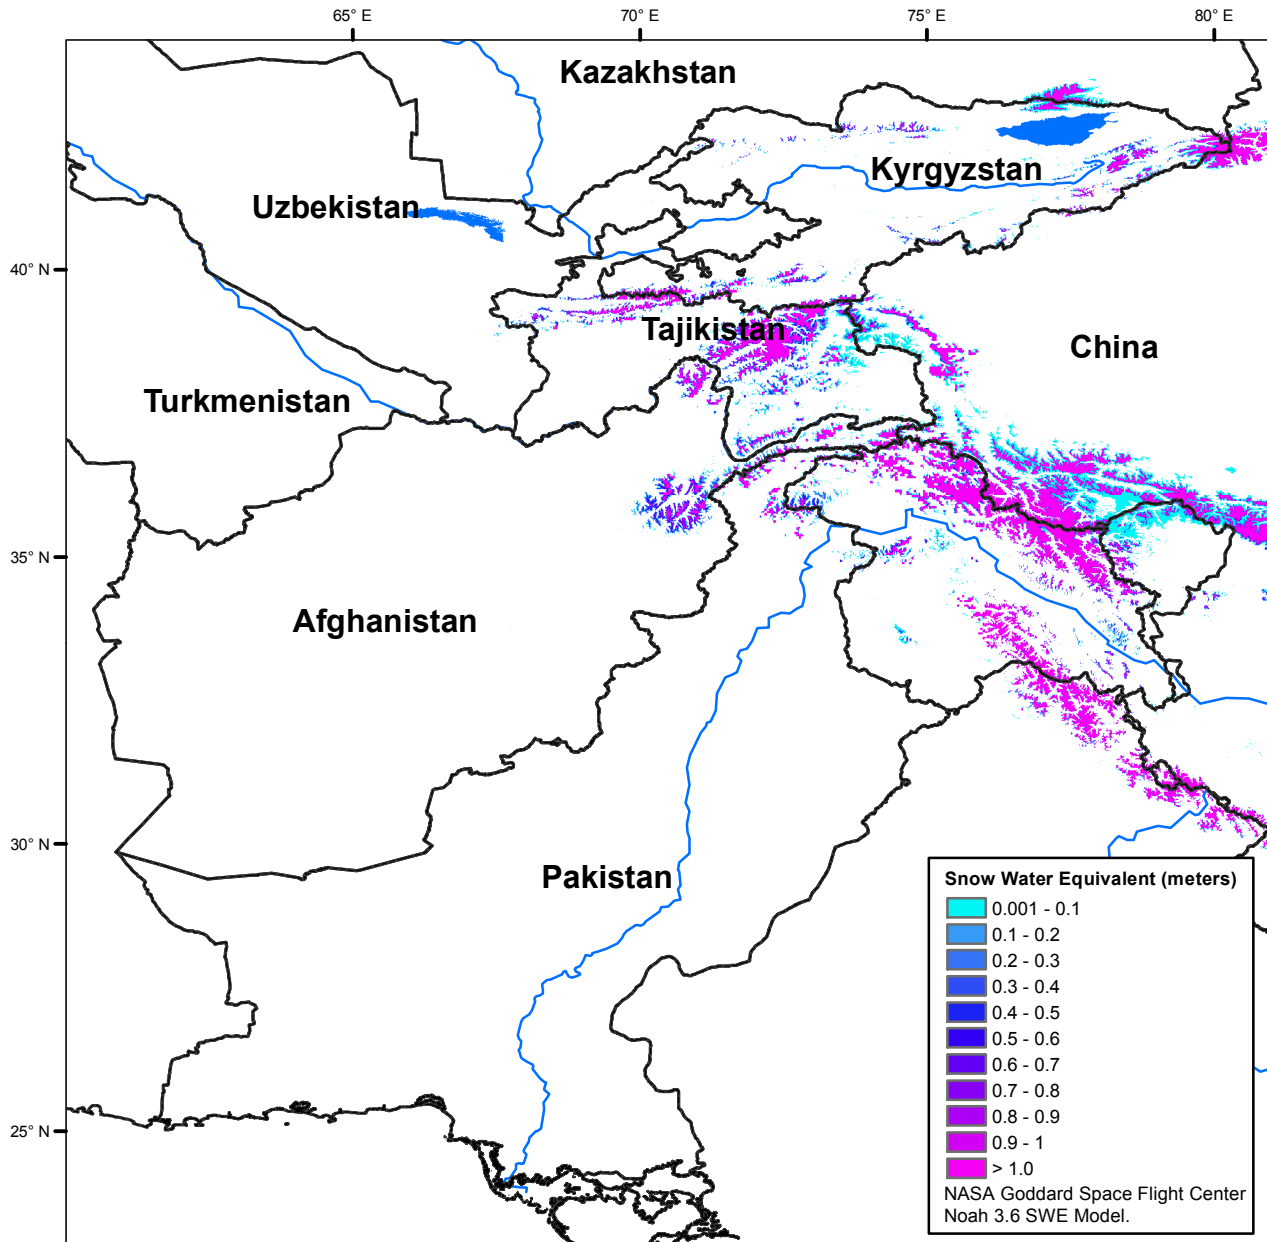 65° E
70° E
75° E
80° E
Kazakhstan
Kyrgyzstan
Uzbekistan
40° N
Tajikistan
China
Turkmenistan
35° N
Afghanistan
30° N
Pakistan
25° N
Snow Water Equivalent (meters)
0.001 - 0.1
0.1 - 0.2
0.2 - 0.3
0.3 - 0.4
0.4 - 0.5
0.5 - 0.6
0.6 - 0.7
0.7 - 0.8
0.8 - 0.9
0.9 - 1
> 1.0
NASA Goddard Space Flight Center
Noah 3.6 SWE Model.